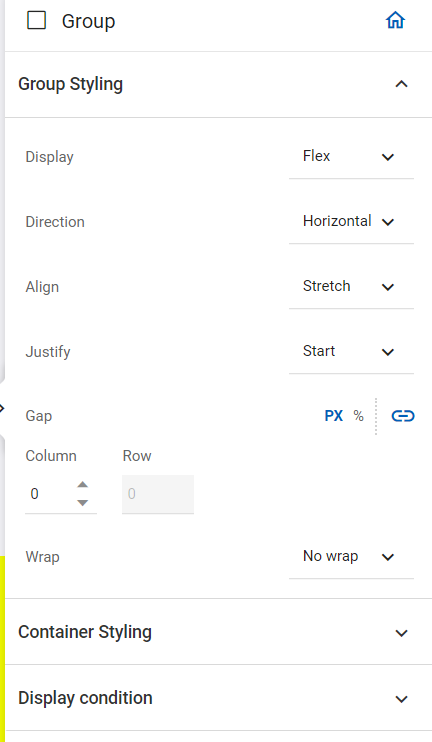 Group
Group Styling
Display Flex
Direction Horizontal
Align Stretch
Justify Start
Gap PX %
Column Row
0 0
Wrap No wrap
Container Styling
Display condition